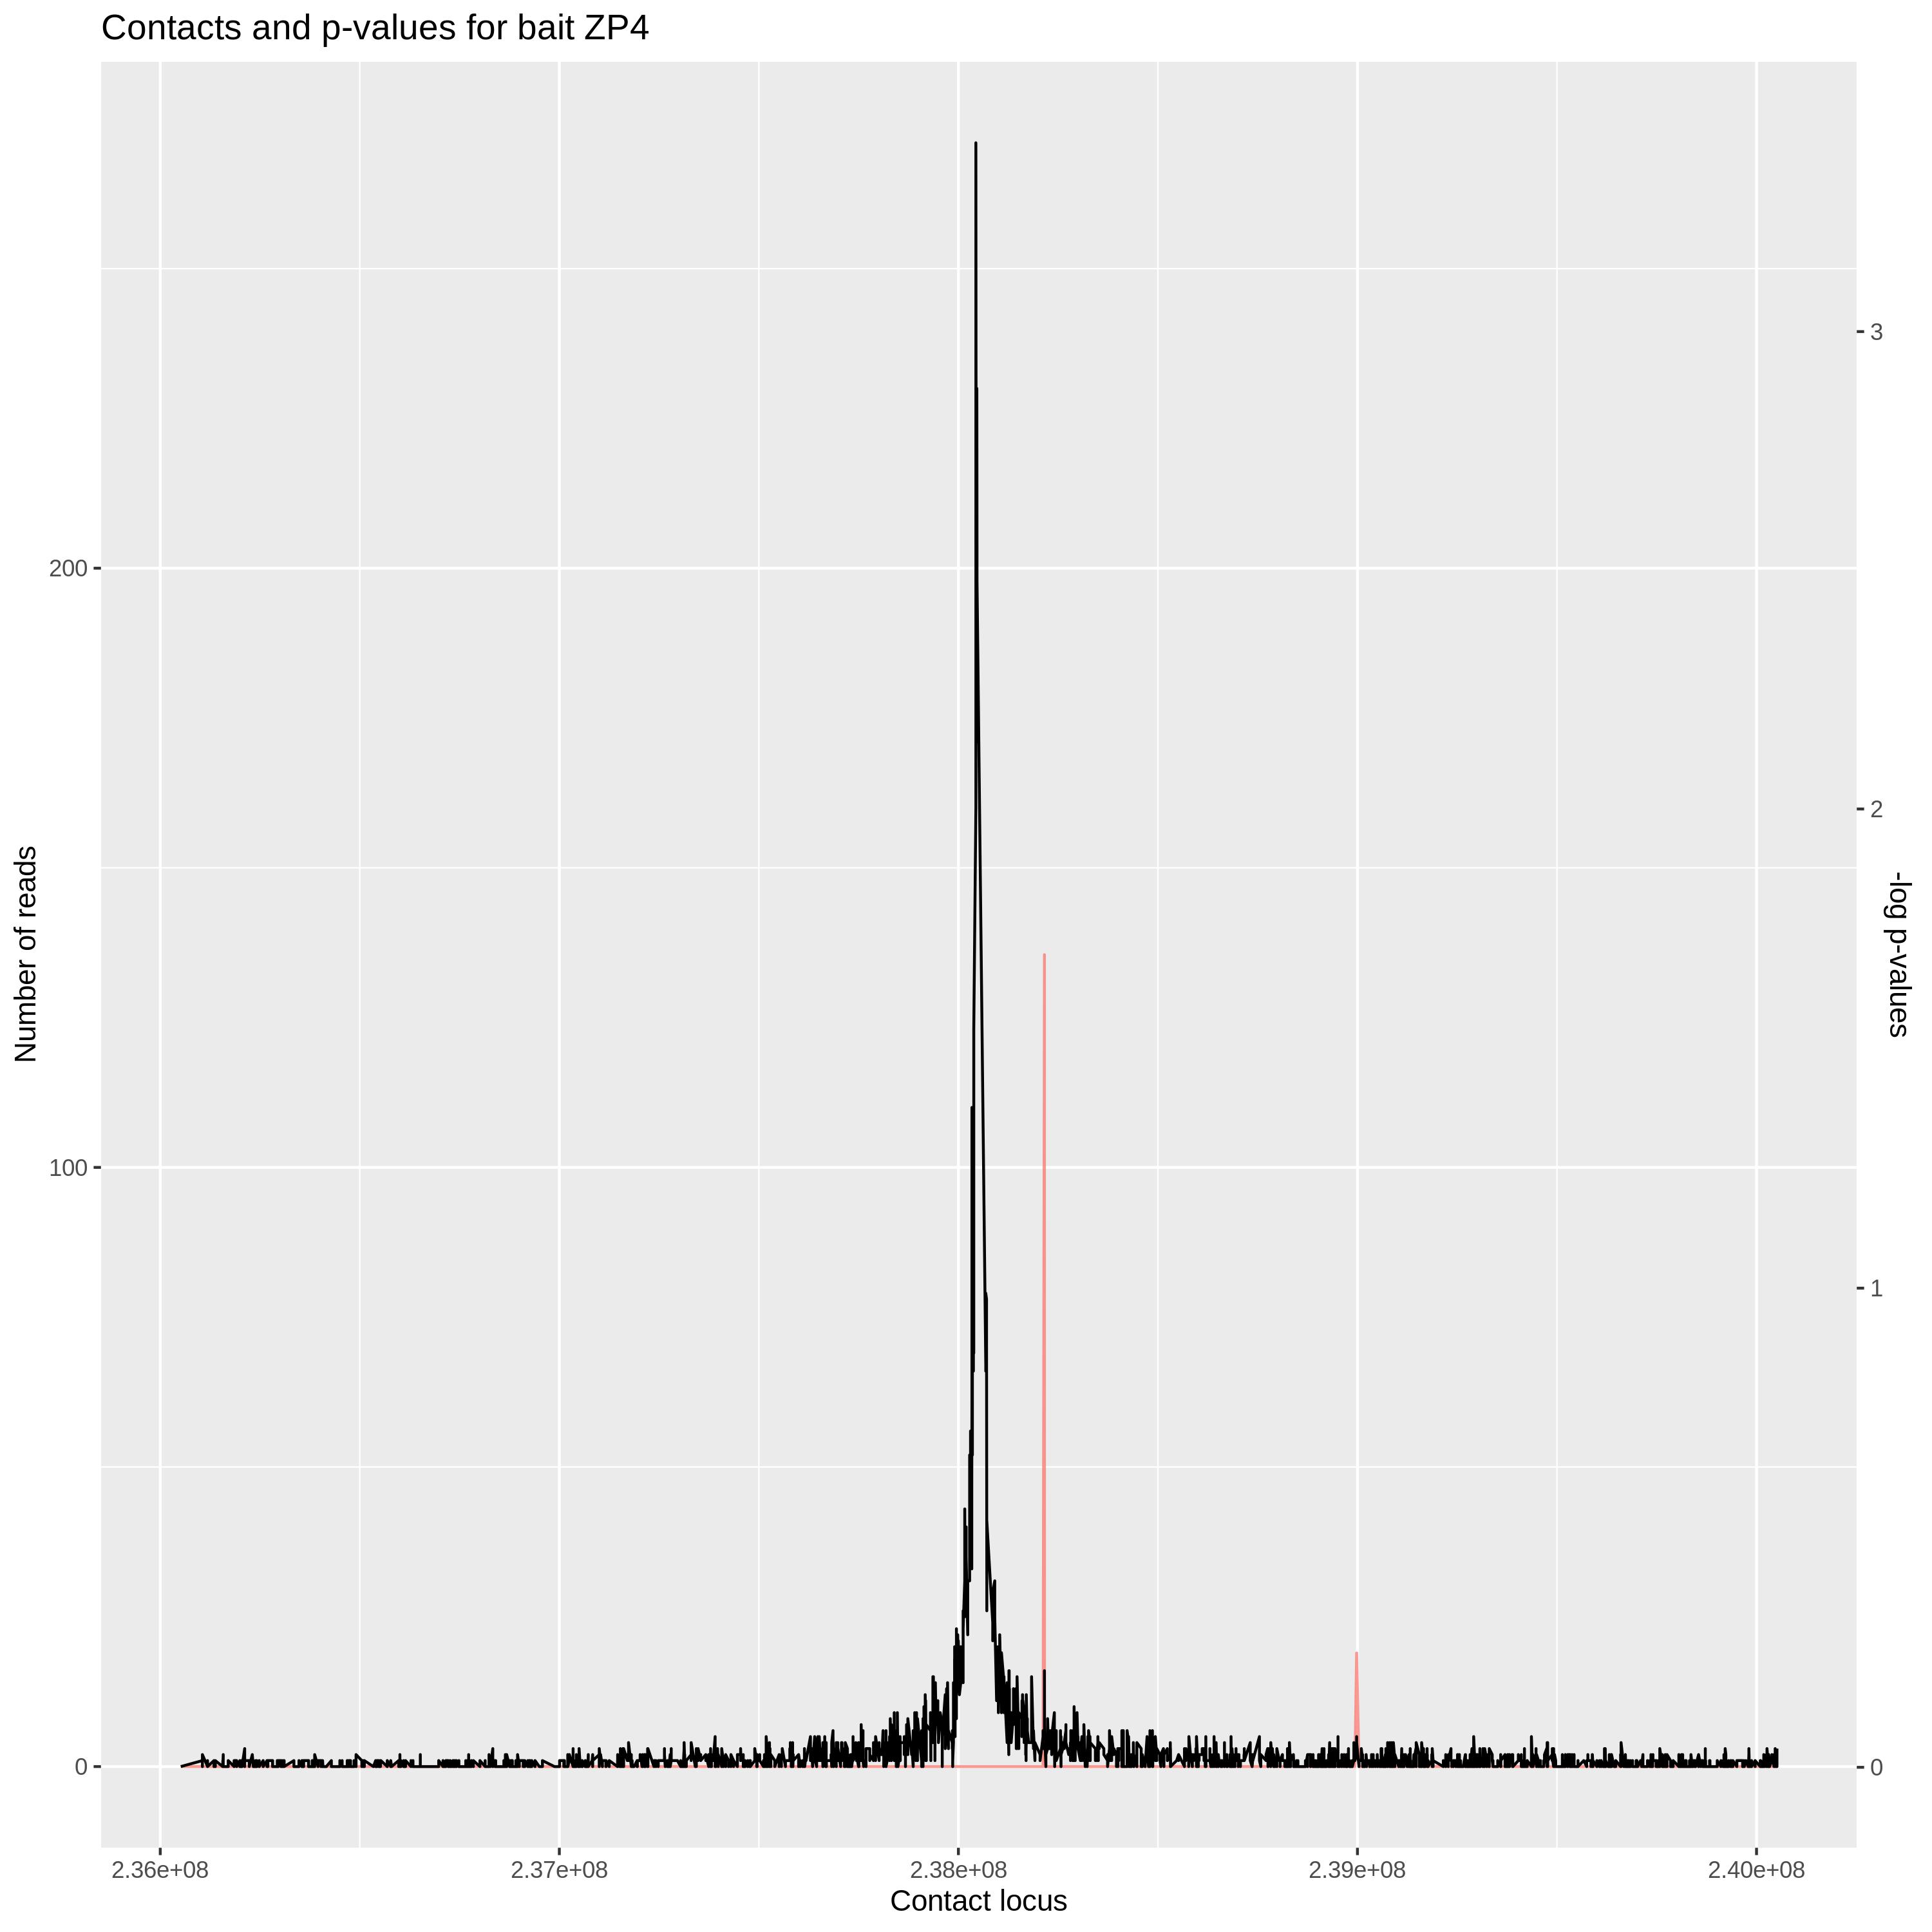 Contacts and p-values for bait ZP4
Number of reads
200
100
0
3
2
1
0
-log p-values
2.36e+08
2.37e+08
2.38e+08
2.39e+08
2.40e+08
Contact locus